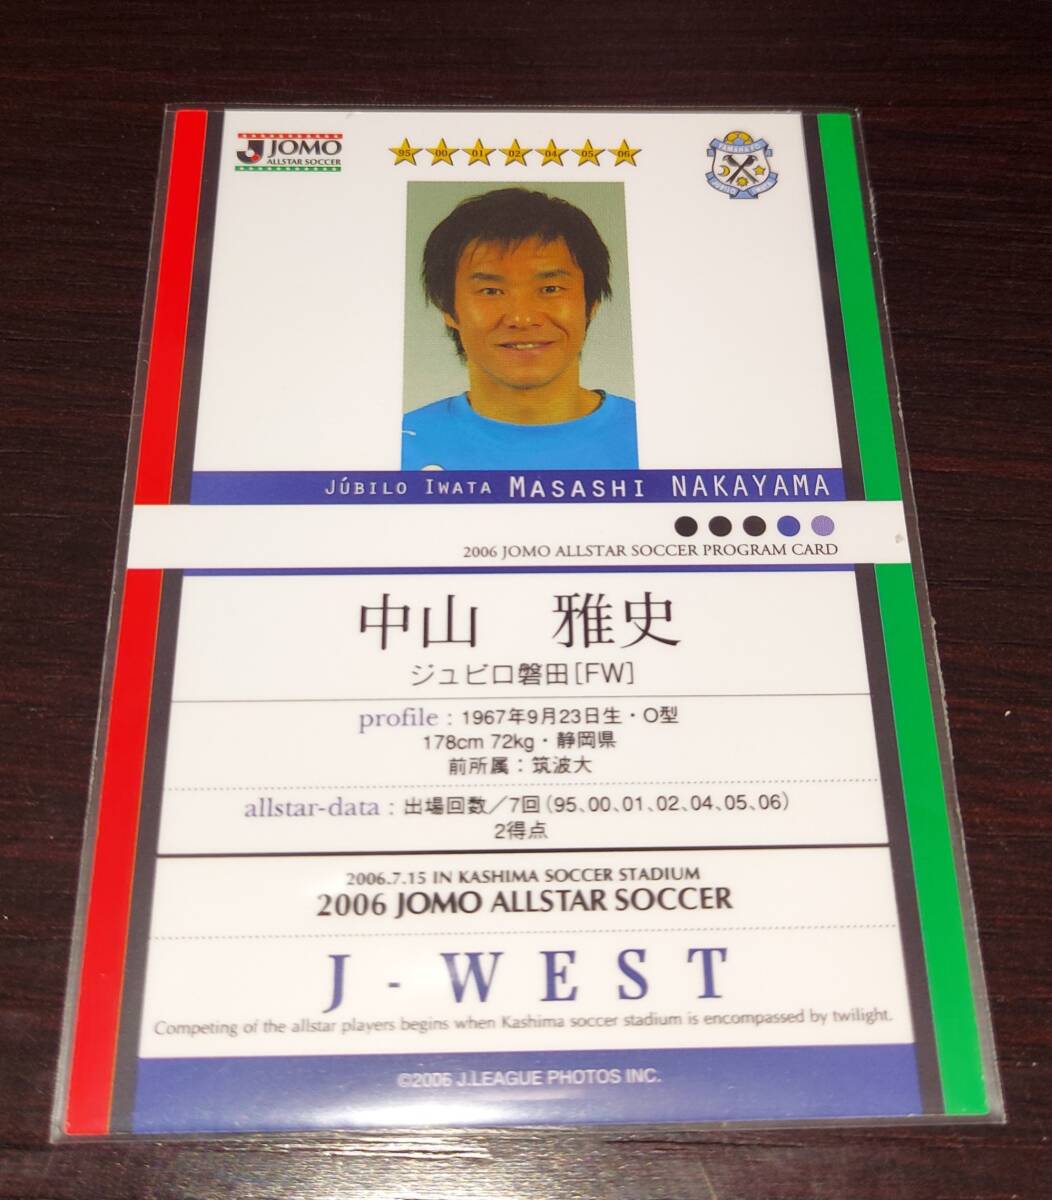 JOMO
ALLSTAR SOCCER
95 00 01 02 04 05 06
YAMAHA FC
JUBILO IWATA
JÚBILO IWATA MASASHI NAKAYAMA
2006 JOMO ALLSTAR SOCCER PROGRAM CARD
中山 雅史
ジュビロ磐田[FW]
profile : 1967年9月23日生・O型
178cm 72kg・静岡県
前所属：筑波大
allstar-data : 出場回数／7回(95、00、01、02、04、05、06)
2得点
2006.7.15 IN KASHIMA SOCCER STADIUM
2006 JOMO ALLSTAR SOCCER
J - WEST
Competing of the allstar players begins when Kashima soccer stadium is encompassed by twilight.
©2006 J.LEAGUE PHOTOS INC.